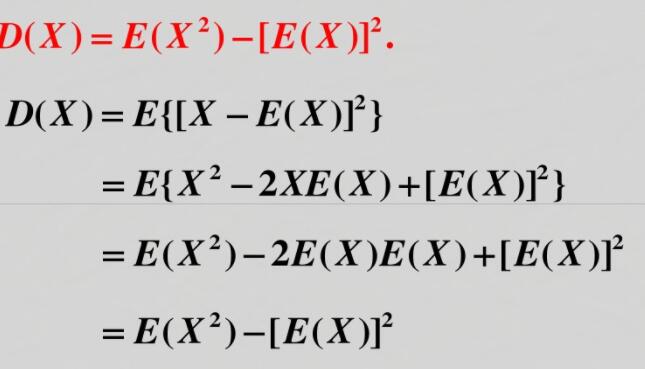 D(X) = E(X²) – [E(X)]².
D(X) = E{[X – E(X)]²}
= E{X² – 2XE(X) + [E(X)]²}
= E(X²) – 2E(X)E(X) + [E(X)]²
= E(X²) – [E(X)]²